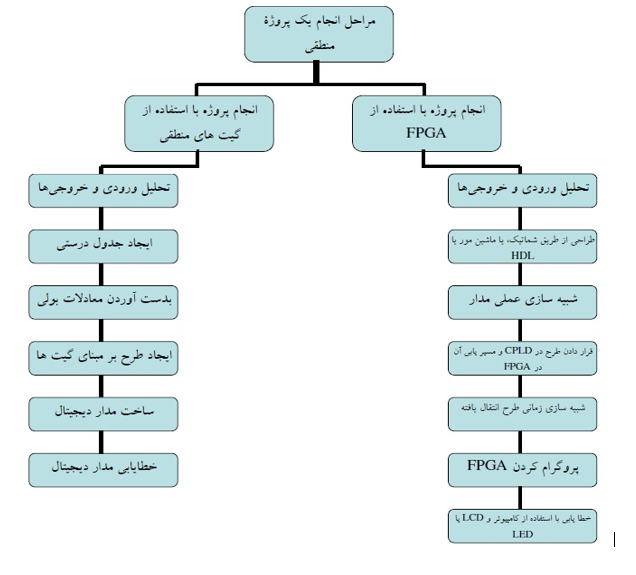 مراحل انجام یک پروژة
منطقی
انجام پروژه با استفاده از
گیت های منطقی
انجام پروژه با استفاده از
FPGA
تحلیل ورودی و خروجی‌ها
ایجاد جدول درستی
بدست آوردن معادلات بولی
ایجاد طرح بر مبنای گیت ها
ساخت مدار دیجیتال
خطایابی مدار دیجیتال
تحلیل ورودی و خروجی‌ها
طراحی از طریق شماتیک، یا ماشین مور یا
HDL
شبیه سازی عملی مدار
قرار دادن طرح در CPLD و مسیر یابی آن
در FPGA
شبیه سازی زمانی طرح انتقال یافته
پروگرام کردن FPGA
خطا یابی با استفاده از کامپیوتر و LCD یا
LED